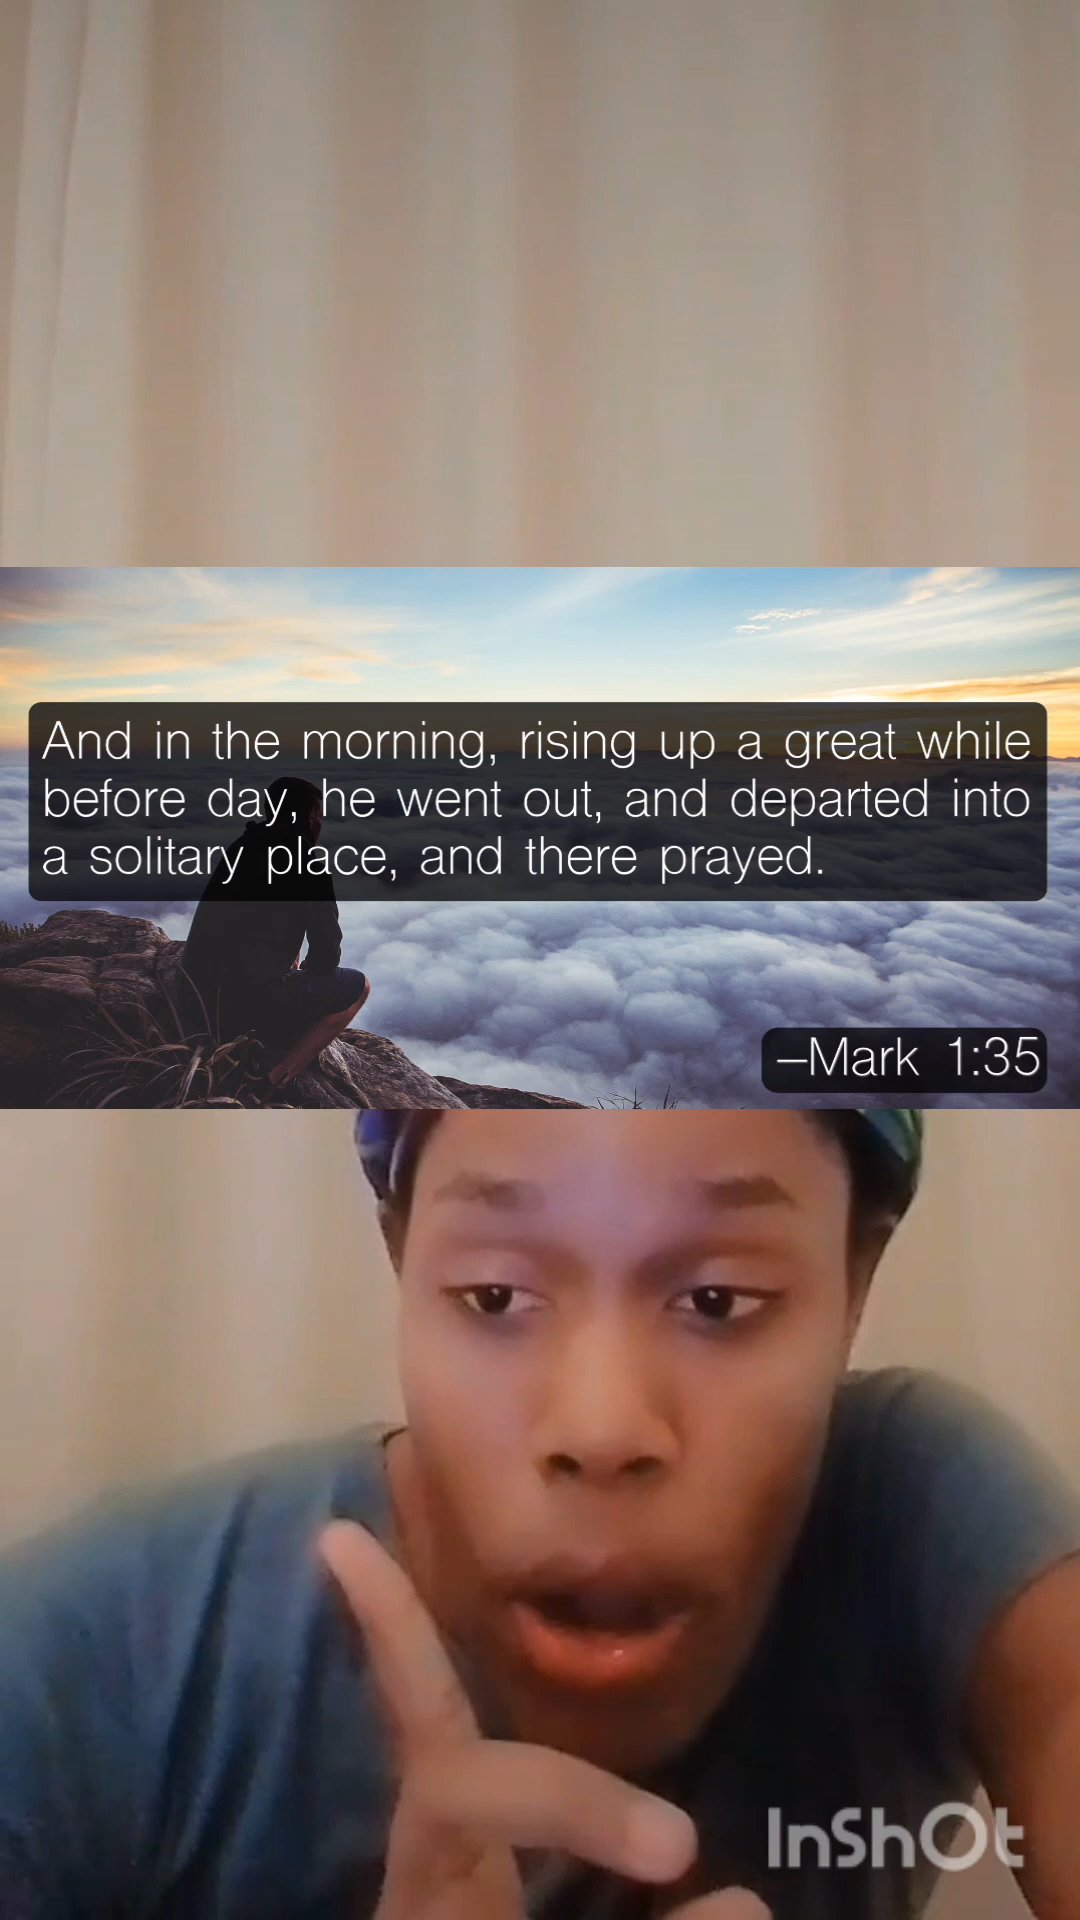 And in the morning, rising up a great while
before day, he went out, and departed into
a solitary place, and there prayed.
–Mark 1:35
InShOt